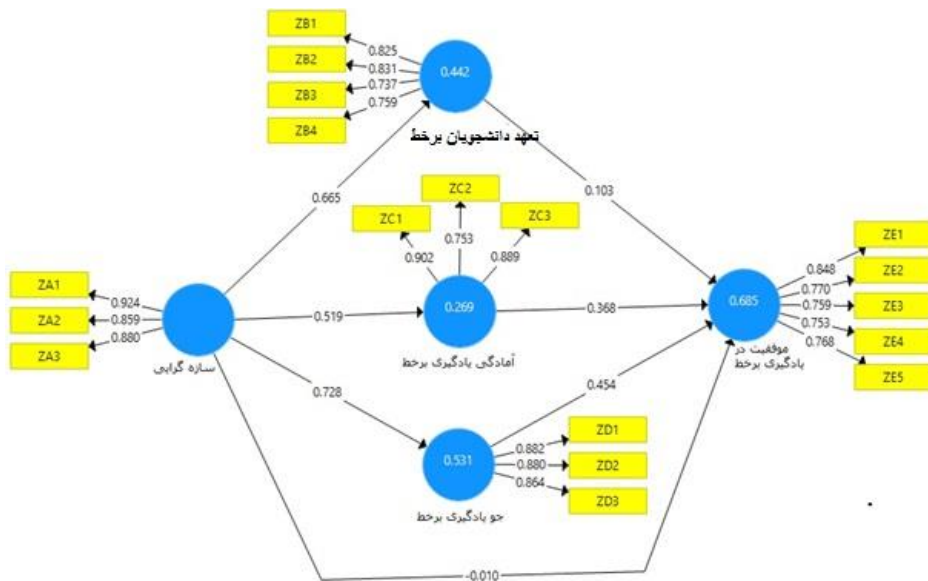 ZB1
0.825
ZB2
0.831
ZB3
0.737
ZB4
0.759
0.442
تعهد دانشجویان برخط
0.665
0.103
ZC1
ZC2
ZC3
0.902
0.753
0.889
ZA1
0.924
ZA2
0.859
ZA3
0.880
سازه گرایی
0.519
0.269
آمادگی یادگیری برخط
0.368
0.685
موفقیت در
یادگیری برخط
ZE1
0.848
ZE2
0.770
ZE3
0.759
ZE4
0.753
ZE5
0.768
0.728
0.454
0.531
جو یادگیری برخط
ZD1
0.882
ZD2
0.880
ZD3
0.864
-0.010